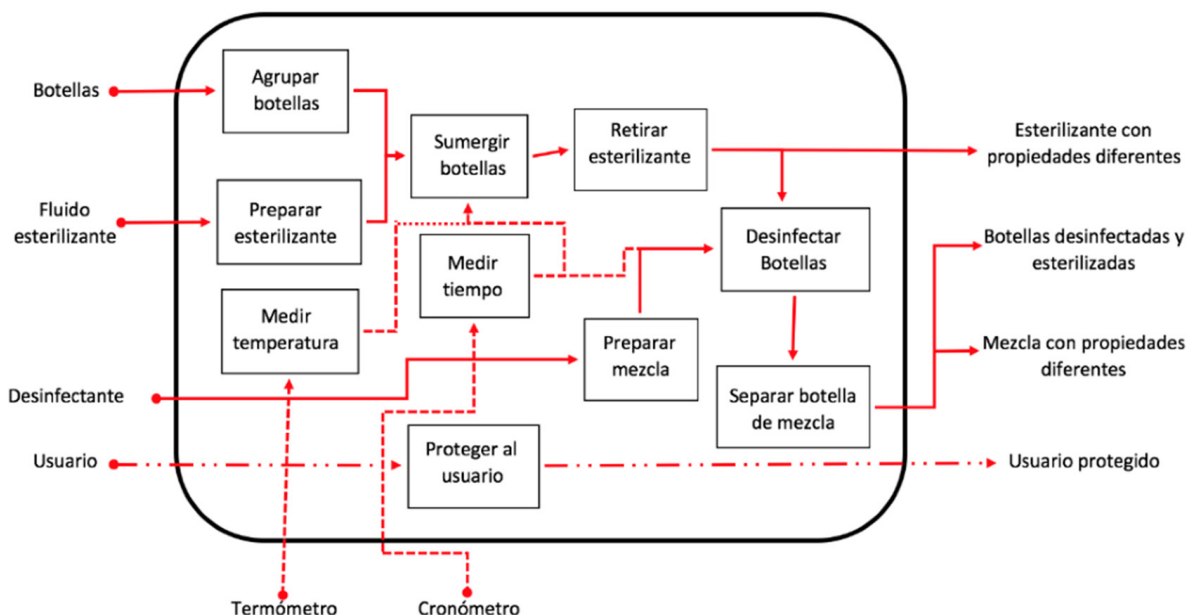 Botellas
Agrupar
botellas
Sumergir
botellas
Retirar
esterilizante
Esterilizante con
propiedades diferentes
Fluido
esterilizante
Preparar
esterilizante
Medir
tiempo
Desinfectar
Botellas
Botellas desinfectadas y
esterilizadas
Medir
temperatura
Preparar
mezcla
Mezcla con propiedades
diferentes
Desinfectante
Separar botella
de mezcla
Usuario
Proteger al
usuario
Usuario protegido
Termómetro
Cronómetro